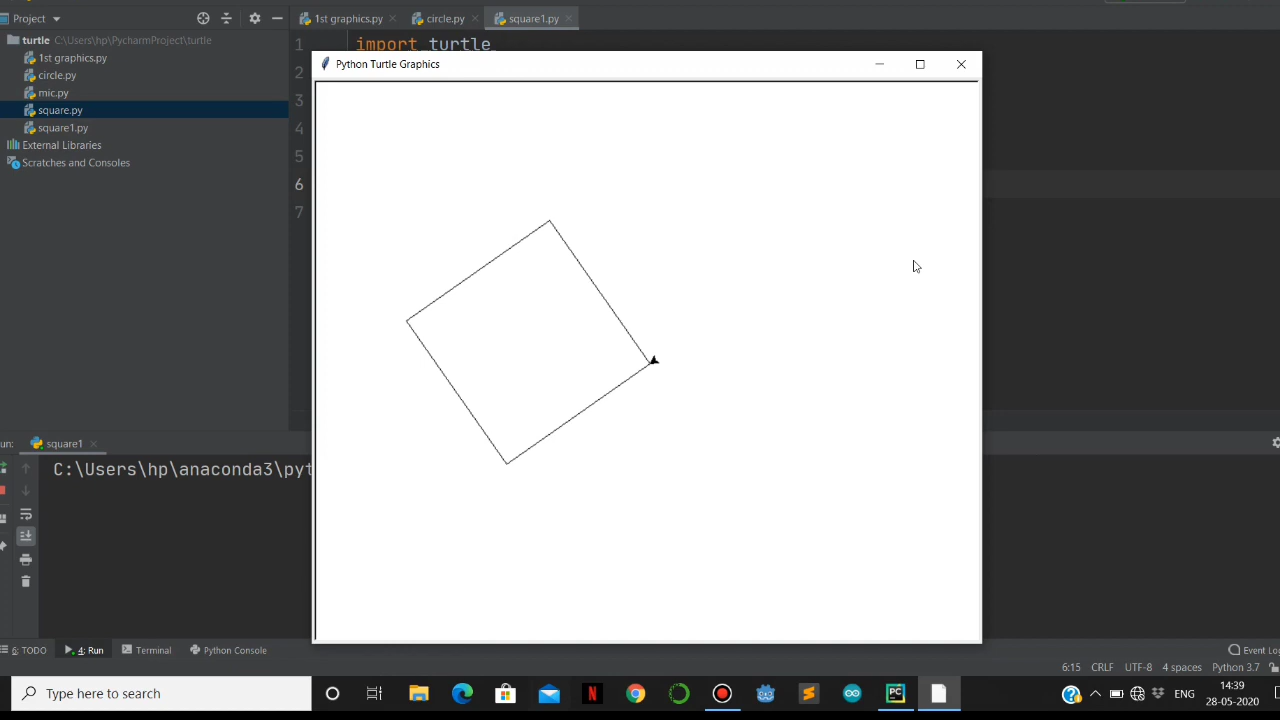 Project
1st graphics.py
circle.py
square1.py
turtle C:\Users\hp\PycharmProject\turtle
1st graphics.py
circle.py
mic.py
square.py
square1.py
External Libraries
Scratches and Consoles
1 import turtle
2
3
4
5
6
7
Python Turtle Graphics
un: square1
C:\Users\hp\anaconda3\pyt
6: TODO
4: Run
Terminal
Python Console
Event Log
6:15 CRLF UTF-8 4 spaces Python 3.7
Type here to search
N
PC
ENG
14:39
28-05-2020